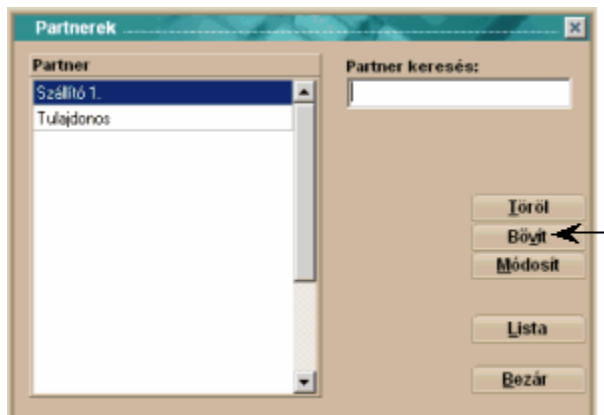 Partnerek
Partner
Szállító 1.
Tulajdonos
Partner keresés:
Töröl
Bővít
Módosít
Lista
Bezár